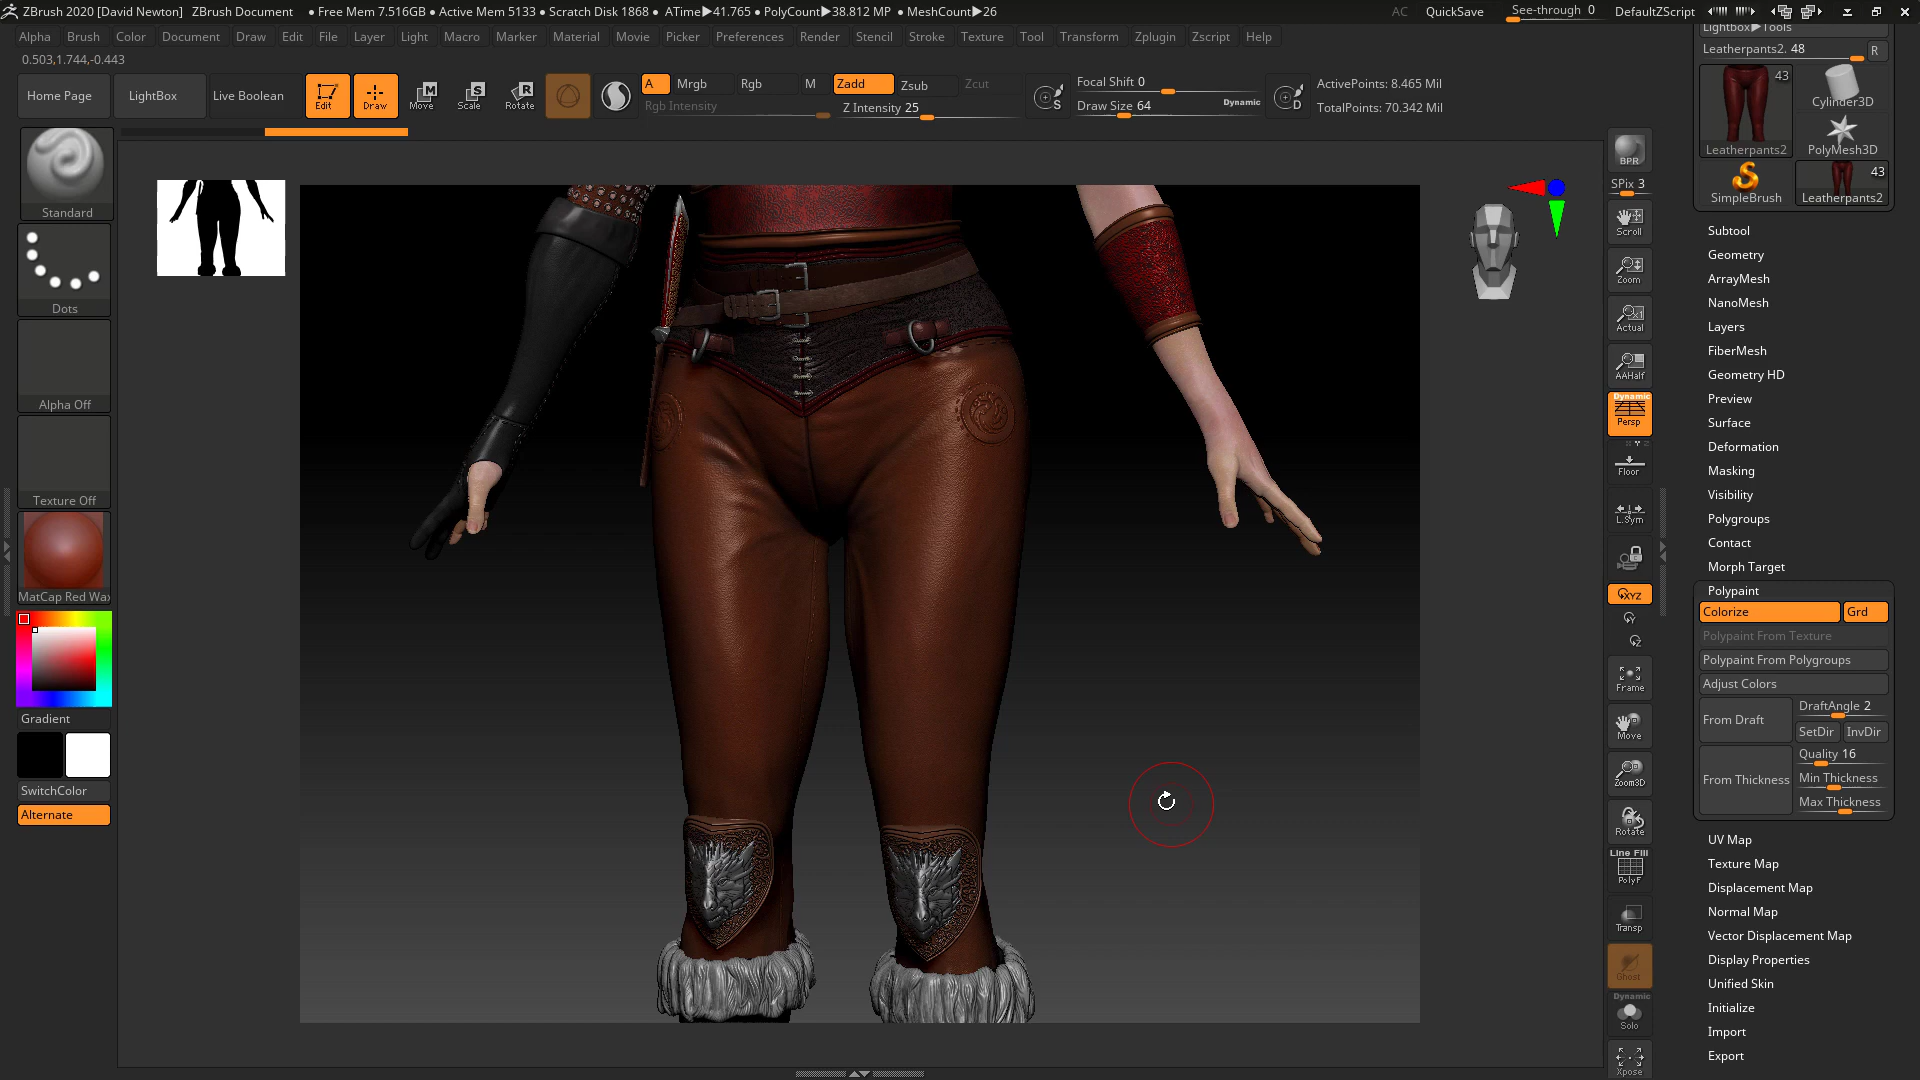 ZBrush 2020 [David Newton] ZBrush Document • Free Mem 7.516GB • Active Mem 5133 • Scratch Disk 1868 • ATime▶41.765 • PolyCount▶38.812 MP • MeshCount▶26 AC QuickSave See-through 0 DefaultZScript
Alpha Brush Color Document Draw Edit File Layer Light Macro Marker Material Movie Picker Preferences Render Stencil Stroke Texture Tool Transform Zplugin Zscript Help
0.503,1.744,-0.443
Home Page LightBox Live Boolean Edit Draw Move Scale Rotate
A Mrgb Rgb M Zadd Zsub Zcut
Rgb Intensity Z Intensity 25
Focal Shift 0
Draw Size 64 Dynamic
ActivePoints: 8.465 Mil
TotalPoints: 70.342 Mil
Standard
Dots
Alpha Off
Texture Off
MatCap Red Wax
Gradient
SwitchColor
Alternate
BPR
SPix 3
Scroll
Zoom
Actual
AAHalf
Dynamic
Persp
Floor
L.Sym
XYZ
Y
Z
Frame
Move
Zoom3D
Rotate
Line Fill
PolyF
Transp
Ghost
Dynamic
Solo
Xpose
Lightbox▶Tools
Leatherpants2. 48 R
43
Leatherpants2
Cylinder3D
PolyMesh3D
SimpleBrush
43
Leatherpants2
Subtool
Geometry
ArrayMesh
NanoMesh
Layers
FiberMesh
Geometry HD
Preview
Surface
Deformation
Masking
Visibility
Polygroups
Contact
Morph Target
Polypaint
Colorize Grd
Polypaint From Texture
Polypaint From Polygroups
Adjust Colors
From Draft DraftAngle 2
SetDir InvDir
From Thickness Quality 16
Min Thickness
Max Thickness
UV Map
Texture Map
Displacement Map
Normal Map
Vector Displacement Map
Display Properties
Unified Skin
Initialize
Import
Export